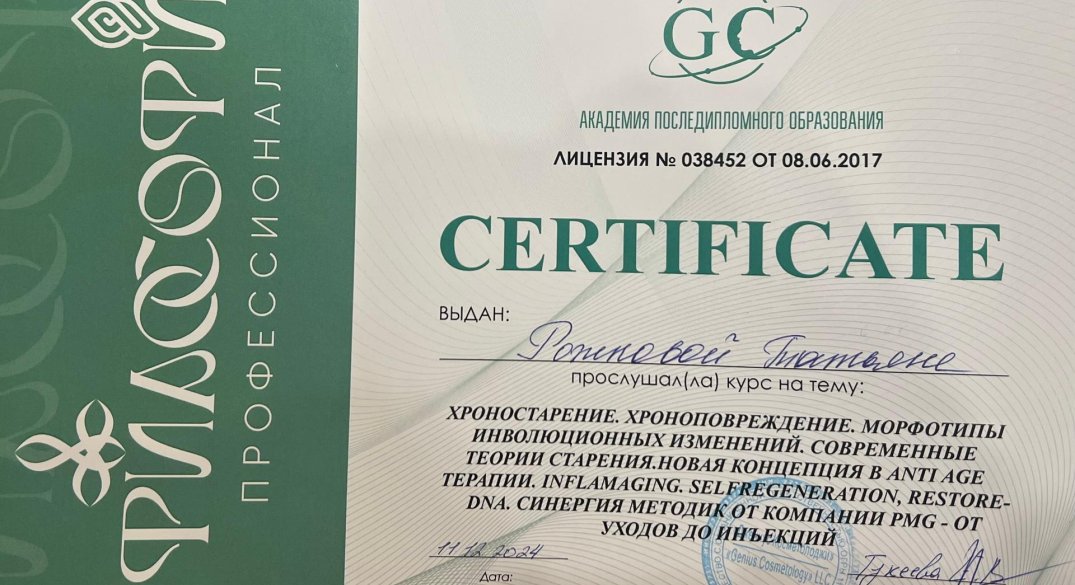 ФИЛОСОФИ
ПРОФЕССИОНАЛ
GC
АКАДЕМИЯ ПОСЛЕДИПЛОМНОГО ОБРАЗОВАНИЯ
ЛИЦЕНЗИЯ № 038452 ОТ 08.06.2017
CERTIFICATE
ВЫДАН:
Рожковой Татьяне
прослушал(ла) курс на тему:
ХРОНОСТАРЕНИЕ. ХРОНОПОВРЕЖДЕНИЕ. МОРФОТИПЫ
ИНВОЛЮЦИОННЫХ ИЗМЕНЕНИЙ. СОВРЕМЕННЫЕ
ТЕОРИИ СТАРЕНИЯ.НОВАЯ КОНЦЕПЦИЯ В ANTI AGE
ТЕРАПИИ. INFLAMAGING. SELFREGENERATION, RESTORE-
DNA. СИНЕРГИЯ МЕТОДИК ОТ КОМПАНИИ PMG - ОТ
УХОДОВ ДО ИНЪЕКЦИЙ
11.12.2024
Дата:
"Genius Cosmetology" LLC